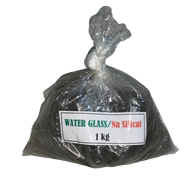 WATER GLASS/Na Silicat
1 kg